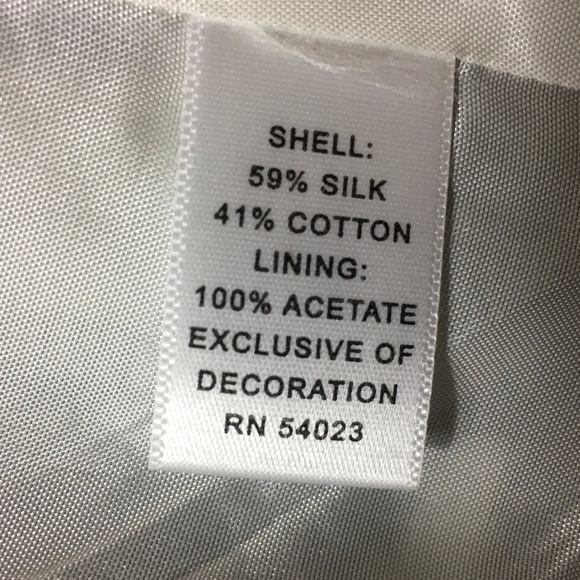 SHELL:
59% SILK
41% COTTON
LINING:
100% ACETATE
EXCLUSIVE OF
DECORATION
RN 54023